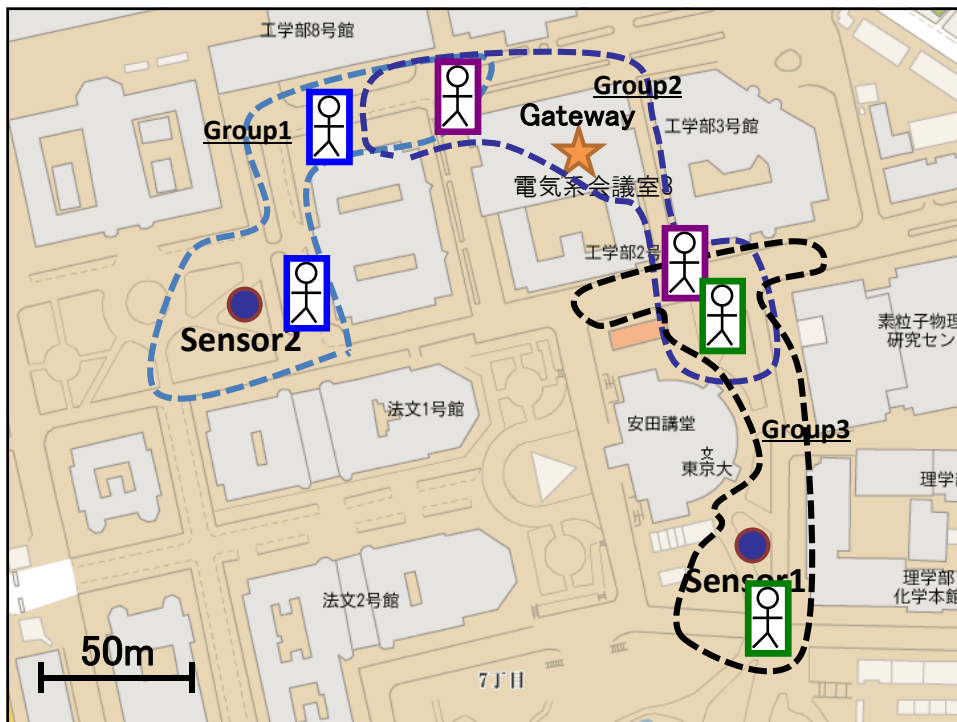 工学部8号館
Group1
Group2
Gateway
工学部3号館
電気系会議室3
工学部2号
Sensor2
素粒子物理
研究セン
法文1号館
安田講堂
文
東京大
Group3
理学部
Sensor1
理学部
化学本館
法文2号館
50m
7丁目